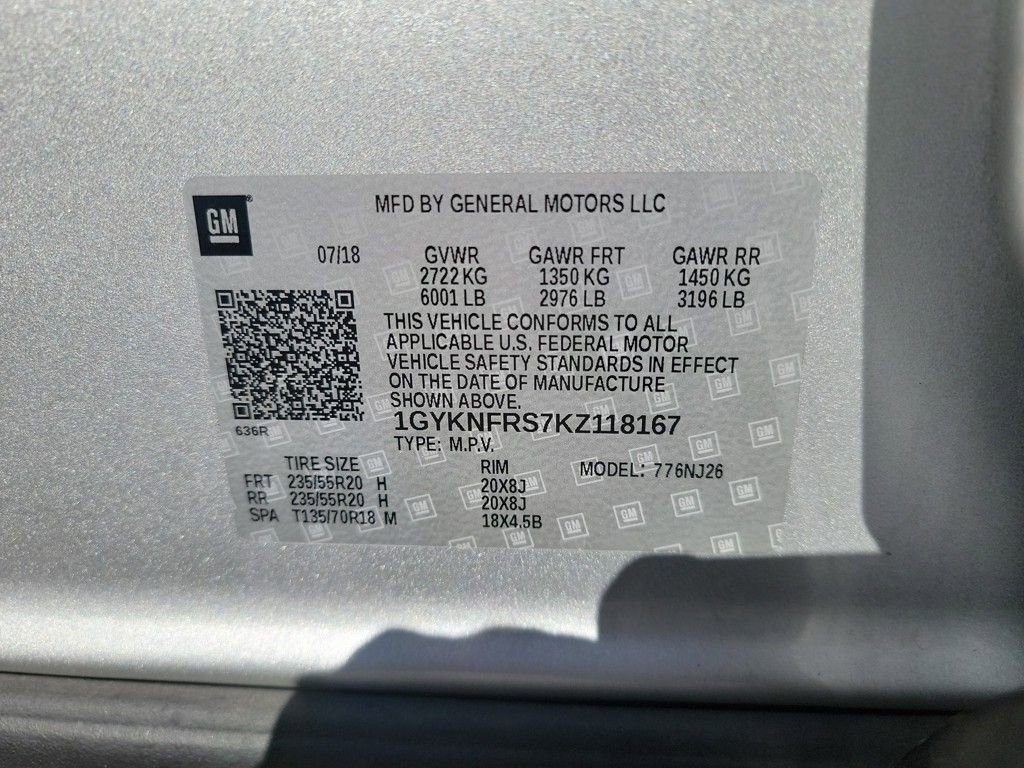 GM®
MFD BY GENERAL MOTORS LLC
07/18 GVWR GAWR FRT GAWR RR
2722 KG 1350 KG 1450 KG
6001 LB 2976 LB 3196 LB
THIS VEHICLE CONFORMS TO ALL
APPLICABLE U.S. FEDERAL MOTOR
VEHICLE SAFETY STANDARDS IN EFFECT
ON THE DATE OF MANUFACTURE
SHOWN ABOVE.
1GYKNFRS7KZ118167
636R
TYPE: M.P.V.
TIRE SIZE RIM MODEL: 776NJ26
FRT 235/55R20 H 20X8J
RR 235/55R20 H 20X8J
SPA T135/70R18 M 18X4.5B